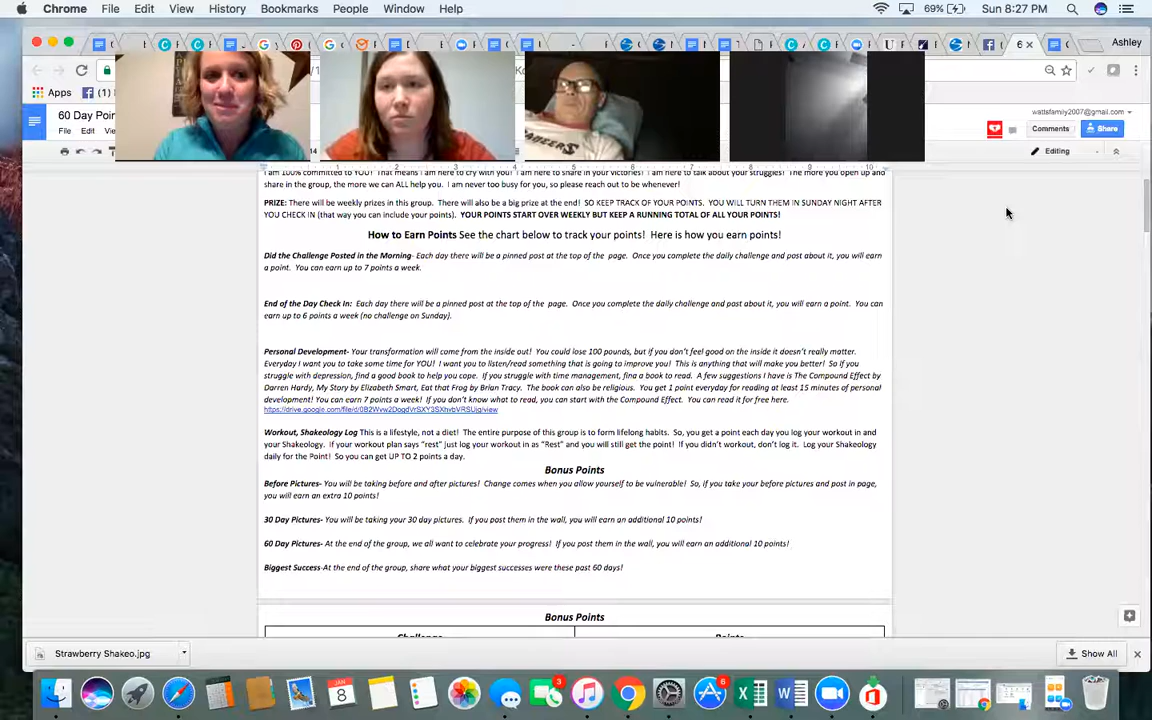 Chrome File Edit View History Bookmarks People Window Help 69% Sun 8:27 PM
6 Ashley
Apps (1)
60 Day Poin wattsfamily2007@gmail.com
File Edit Comments Share
Editing
1 2 3 4 5 6 7 8 9 10
I am 100% committed to YOU! That means I am here to cry with you! I am here to share in your victories! I am here to talk about your struggles! The more you open up and
share in the group, the more we can ALL help you. I am never too busy for you, so please reach out to be whenever!
PRIZE: There will be weekly prizes in this group. There will also be a big prize at the end! SO KEEP TRACK OF YOUR POINTS. YOU WILL TURN THEM IN SUNDAY NIGHT AFTER
YOU CHECK IN (that way you can include your points). YOUR POINTS START OVER WEEKLY BUT KEEP A RUNNING TOTAL OF ALL YOUR POINTS!
How to Earn Points See the chart below to track your points! Here is how you earn points!
Did the Challenge Posted in the Morning- Each day there will be a pinned post at the top of the page. Once you complete the daily challenge and post about it, you will earn
a point. You can earn up to 7 points a week.
End of the Day Check In: Each day there will be a pinned post at the top of the page. Once you complete the daily challenge and post about it, you will earn a point. You can
earn up to 6 points a week (no challenge on Sunday).
Personal Development- Your transformation will come from the inside out! You could lose 100 pounds, but if you don't feel good on the inside it doesn't really matter.
Everyday I want you to take some time for YOU! I want you to listen/read something that is going to improve you! This is anything that will make you better! So if you
struggle with depression, find a good book to help you cope. If you struggle with time management, find a book to read. A few suggestions I have is The Compound Effect by
Darren Hardy, My Story by Elizabeth Smart, Eat that Frog by Brian Tracy. The book can also be religious. You get 1 point everyday for reading at least 15 minutes of personal
development! You can earn 7 points a week! If you don't know what to read, you can start with the Compound Effect. You can read it for free here.
Workout, Shakeology Log This is a lifestyle, not a diet! The entire purpose of this group is to form lifelong habits. So, you get a point each day you log your workout in and
your Shakeology. If your workout plan says "rest" just log your workout in as "Rest" and you will still get the point! If you didn't workout, don't log it. Log your Shakeology
daily for the Point! So you can get UP TO 2 points a day.
Bonus Points
Before Pictures- You will be taking before and after pictures! Change comes when you allow yourself to be vulnerable! So, if you take your before pictures and post in page,
you will earn an extra 10 points!
30 Day Pictures- You will be taking your 30 day pictures. If you post them in the wall, you will earn an additional 10 points!
60 Day Pictures- At the end of the group, we all want to celebrate your progress! If you post them in the wall, you will earn an additional 10 points!
Biggest Success-At the end of the group, share what your biggest successes were these past 60 days!
Bonus Points
Challenge Points
Strawberry Shakeo.jpg Show All
JAN 8 3 6